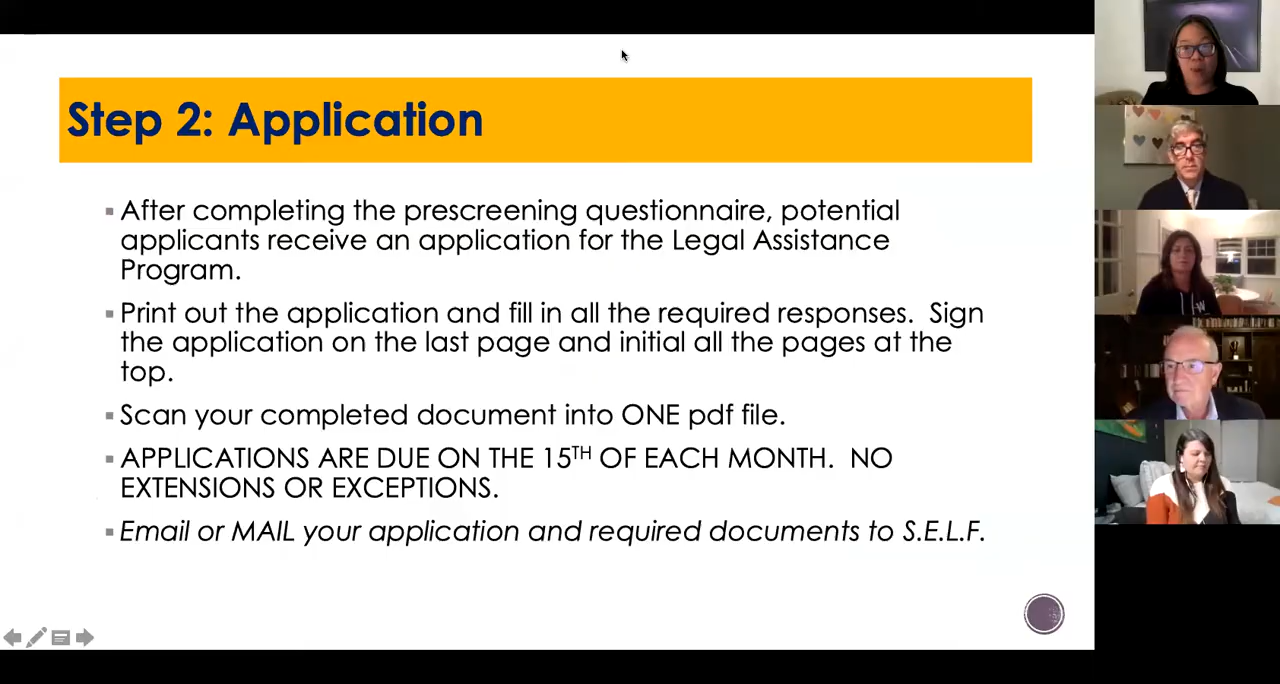 Step 2: Application
After completing the prescreening questionnaire, potential
applicants receive an application for the Legal Assistance
Program.
Print out the application and fill in all the required responses.  Sign
the application on the last page and initial all the pages at the
top.
Scan your completed document into ONE pdf file.
APPLICATIONS ARE DUE ON THE 15TH OF EACH MONTH.  NO
EXTENSIONS OR EXCEPTIONS.
Email or MAIL your application and required documents to S.E.L.F.